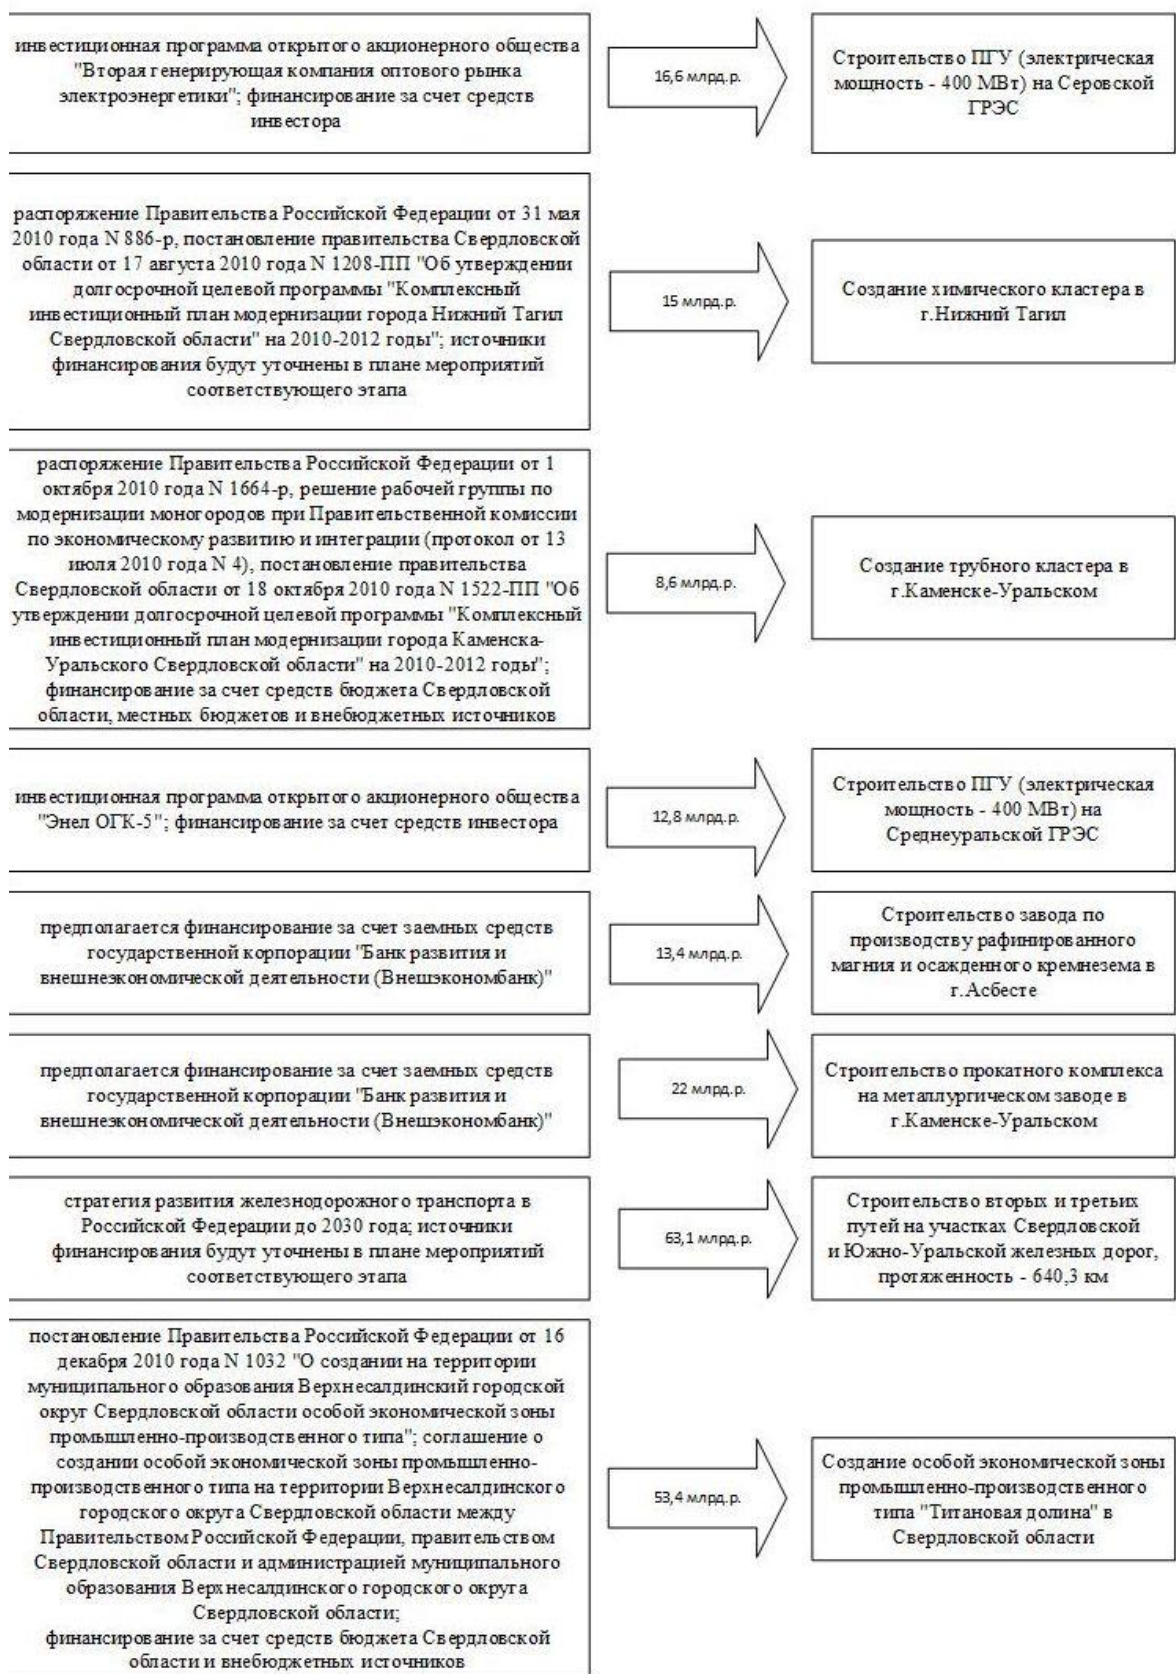 инвестиционная программа открытого акционерного общества
"Вторая генерирующая компания оптового рынка
электроэнергетики"; финансирование за счет средств
инвестора
16,6 млрд.р.
Строительство ПГУ (электрическая
мощность - 400 МВт) на Серовской
ГРЭС
распоряжение Правительства Российской Федерации от 31 мая
2010 года N 886-р, постановление правительства Свердловской
области от 17 августа 2010 года N 1208-ПП "Об утверждении
долгосрочной целевой программы "Комплексный
инвестиционный план модернизации города Нижний Тагил
Свердловской области" на 2010-2012 годы"; источники
финансирования будут уточнены в плане мероприятий
соответствующего этапа
15 млрд.р.
Создание химического кластера в
г.Нижний Тагил
распоряжение Правительства Российской Федерации от 1
октября 2010 года N 1664-р, решение рабочей группы по
модернизации моногородов при Правительственной комиссии
по экономическому развитию и интеграции (протокол от 13
июля 2010 года N 4), постановление правительства
Свердловской области от 18 октября 2010 года N 1522-ПП "Об
утверждении долгосрочной целевой программы "Комплексный
инвестиционный план модернизации города Каменска-
Уральского Свердловской области" на 2010-2012 годы";
финансирование за счет средств бюджета Свердловской
области, местных бюджетов и внебюджетных источников
8,6 млрд.р.
Создание трубного кластера в
г.Каменске-Уральском
инвестиционная программа открытого акционерного общества
"Энел ОГК-5"; финансирование за счет средств инвестора
12,8 млрд.р.
Строительство ПГУ (электрическая
мощность - 400 МВт) на
Среднеуральской ГРЭС
предполагается финансирование за счет заемных средств
государственной корпорации "Банк развития и
внешнеэкономической деятельности (Внешэкономбанк)"
13,4 млрд.р.
Строительство завода по
производству рафинированного
магния и осажденного кремнезема в
г.Асбесте
предполагается финансирование за счет заемных средств
государственной корпорации "Банк развития и
внешнеэкономической деятельности (Внешэкономбанк)"
22 млрд.р.
Строительство прокатного комплекса
на металлургическом заводе в
г.Каменске-Уральском
стратегия развития железнодорожного транспорта в
Российской Федерации до 2030 года; источники
финансирования будут уточнены в плане мероприятий
соответствующего этапа
63,1 млрд.р.
Строительство вторых и третьих
путей на участках Свердловской
и Южно-Уральской железных дорог,
протяженность - 640,3 км
постановление Правительства Российской Федерации от 16
декабря 2010 года N 1032 "О создании на территории
муниципального образования Верхнесалдинский городской
округ Свердловской области особой экономической зоны
промышленно-производственного типа"; соглашение о
создании особой экономической зоны промышленно-
производственного типа на территории Верхнесалдинского
городского округа Свердловской области между
Правительством Российской Федерации, правительством
Свердловской области и администрацией муниципального
образования Верхнесалдинского городского округа
Свердловской области;
финансирование за счет средств бюджета Свердловской
области и внебюджетных источников
53,4 млрд.р.
Создание особой экономической зоны
промышленно-производственного
типа "Титановая долина" в
Свердловской области